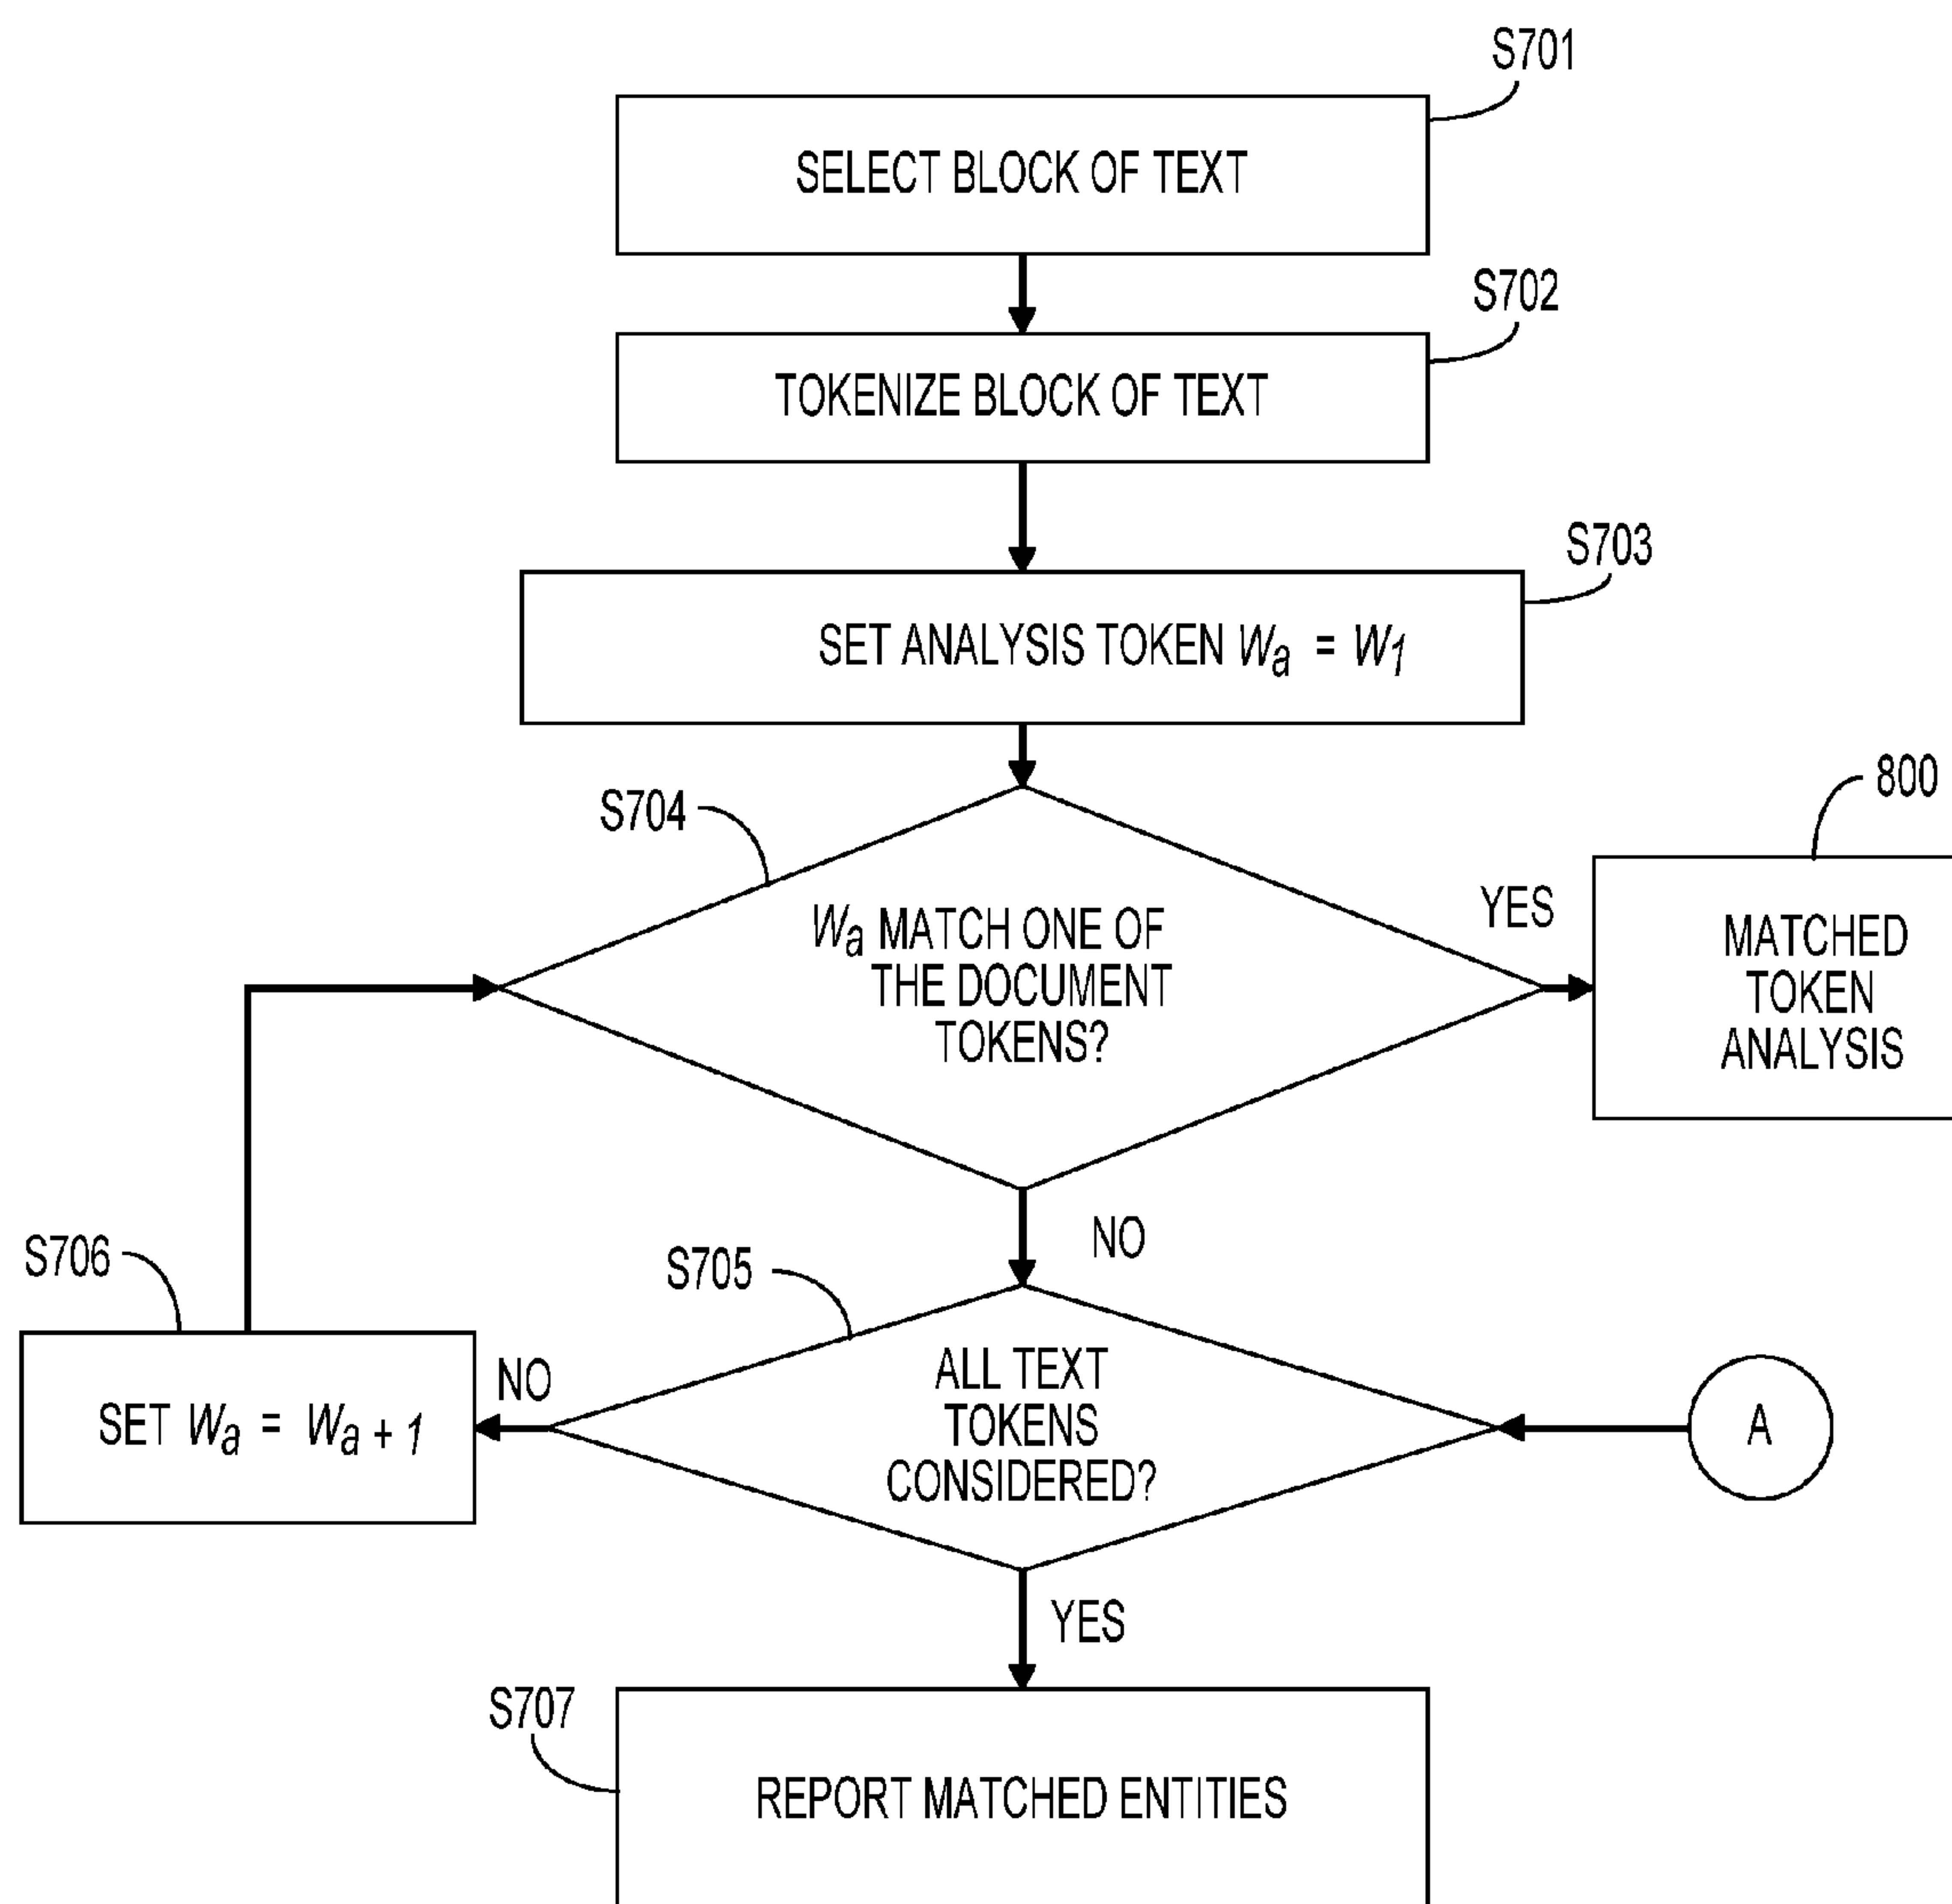 S701
SELECT BLOCK OF TEXT
S702
TOKENIZE BLOCK OF TEXT
S703
SET ANALYSIS TOKEN Wa = W1
S704
800
Wa MATCH ONE OF
THE DOCUMENT
TOKENS?
YES
MATCHED
TOKEN
ANALYSIS
NO
S706
S705
SET Wa = Wa + 1
NO
ALL TEXT
TOKENS
CONSIDERED?
A
YES
S707
REPORT MATCHED ENTITIES